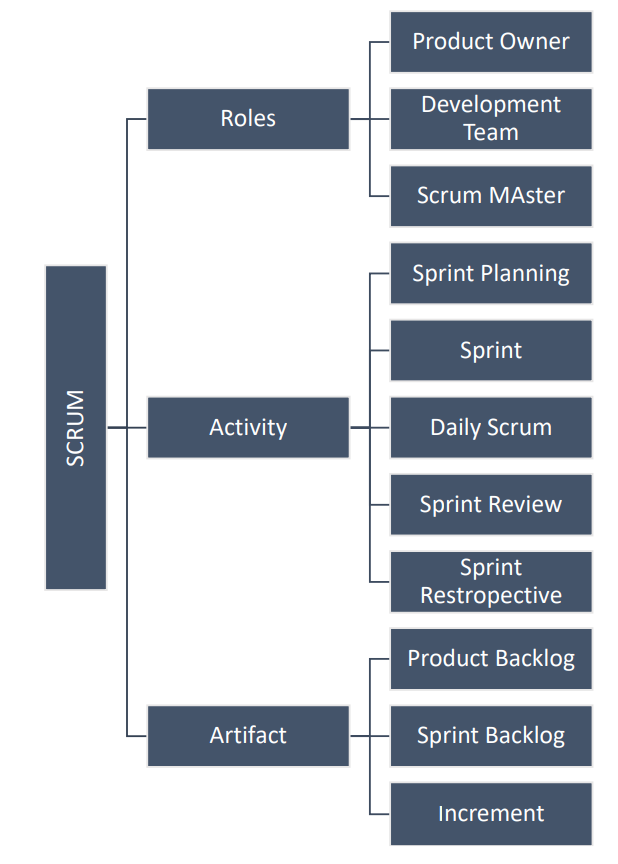 SCRUM
Roles
Product Owner
Development
Team
Scrum MAster
Activity
Sprint Planning
Sprint
Daily Scrum
Sprint Review
Sprint
Restropective
Artifact
Product Backlog
Sprint Backlog
Increment